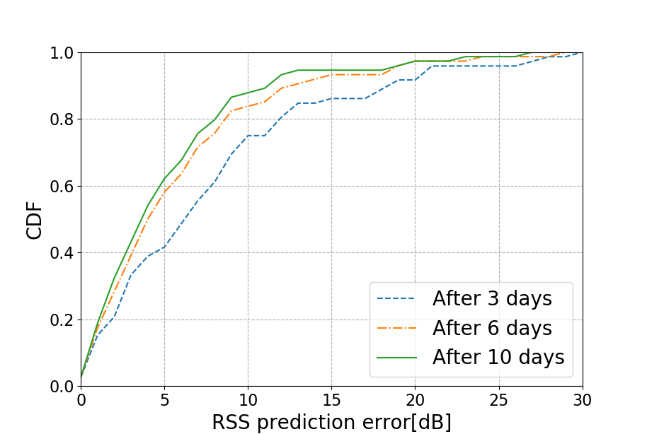 1.0
0.8
0.6
0.4
0.2
0.0
CDF
After 3 days
After 6 days
After 10 days
0 5 10 15 20 25 30
RSS prediction error[dB]